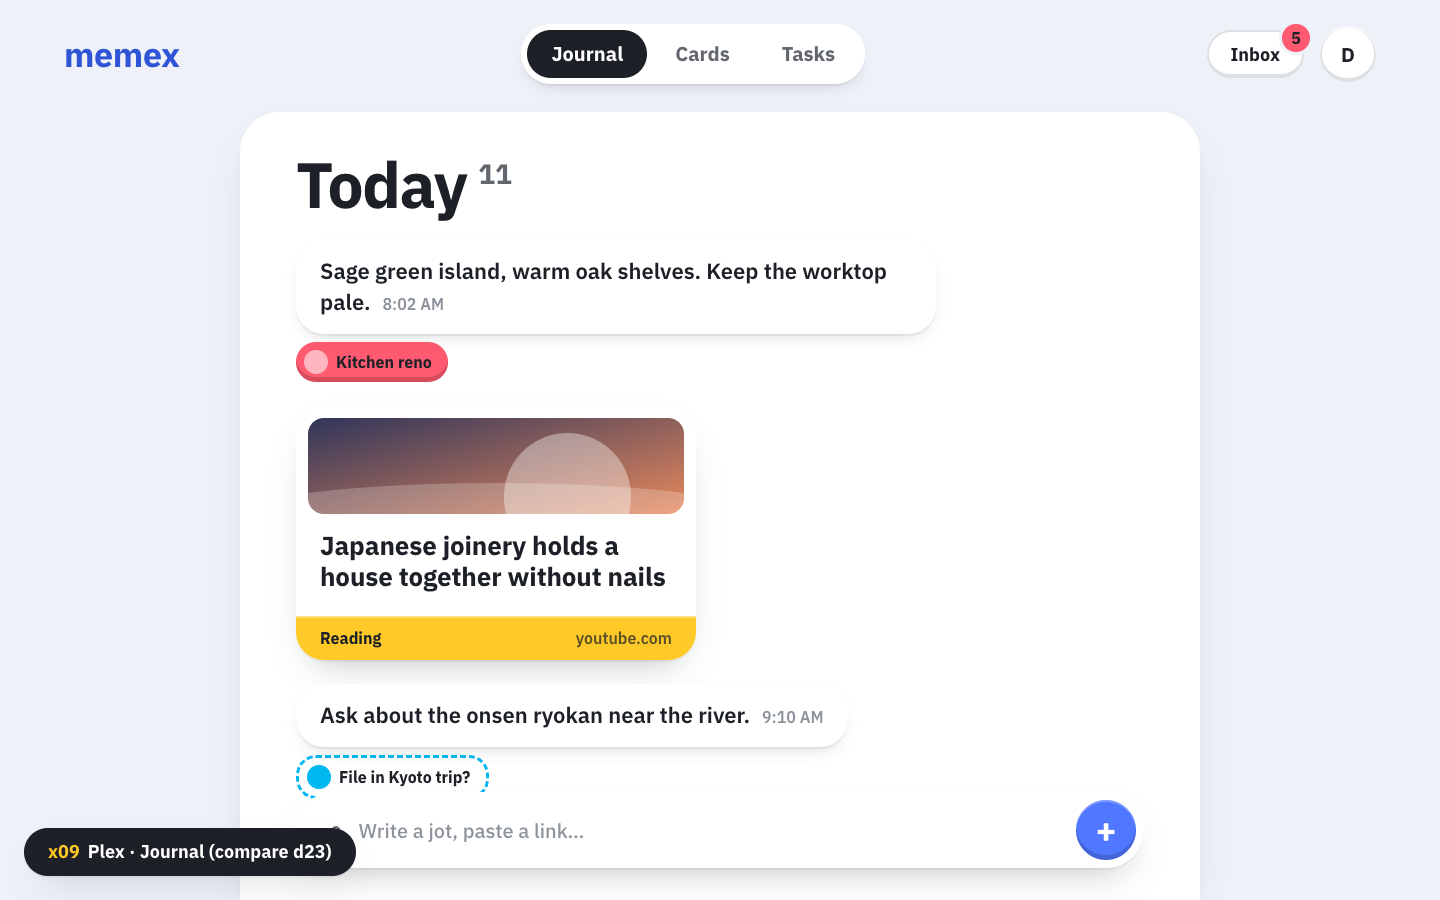 memex
Journal
Cards
Tasks
Inbox
5
D
Today 11
Sage green island, warm oak shelves. Keep the worktop
pale. 8:02 AM
Kitchen reno
Japanese joinery holds a
house together without nails
Reading
youtube.com
Ask about the onsen ryokan near the river. 9:10 AM
File in Kyoto trip?
Write a jot, paste a link...
+
x09 Plex · Journal (compare d23)